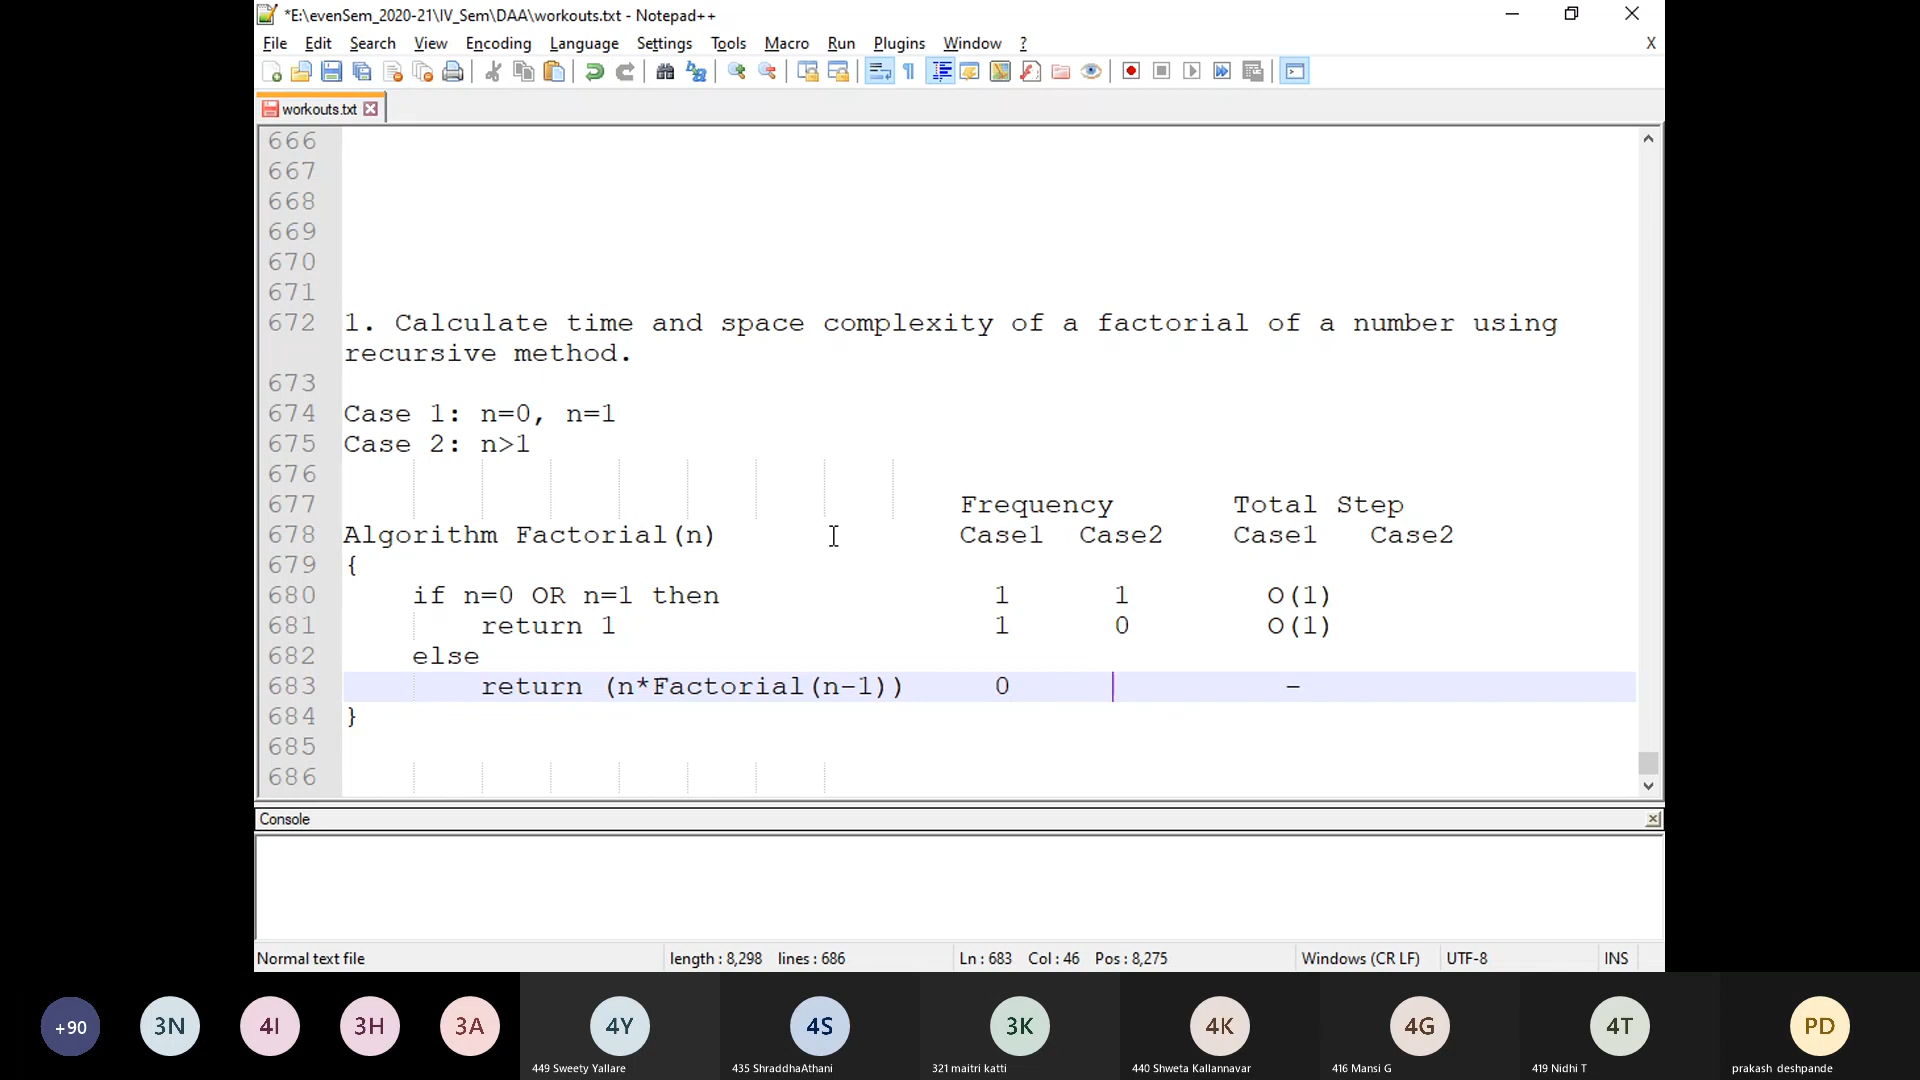 *E:\evenSem_2020-21\IV_Sem\DAA\workouts.txt - Notepad++
File Edit Search View Encoding Language Settings Tools Macro Run Plugins Window ? X
workouts.txt
666
667
668
669
670
671
672 1. Calculate time and space complexity of a factorial of a number using
recursive method.
673
674 Case 1: n=0, n=1
675 Case 2: n>1
676
677 Frequency Total Step
678 Algorithm Factorial(n) Case1 Case2 Case1 Case2
679 {
680 if n=0 OR n=1 then 1 1 O(1)
681 return 1 1 0 O(1)
682 else
683 return (n*Factorial(n-1)) 0 -
684 }
685
686
Console
Normal text file length : 8,298 lines : 686 Ln : 683 Col : 46 Pos : 8,275 Windows (CR LF) UTF-8 INS
+90 3N 4I 3H 3A 4Y 4S 3K 4K 4G 4T PD
449 Sweety Yallare 435 ShraddhaAthani 321 maitri katti 440 Shweta Kallannavar 416 Mansi G 419 Nidhi T prakash deshpande